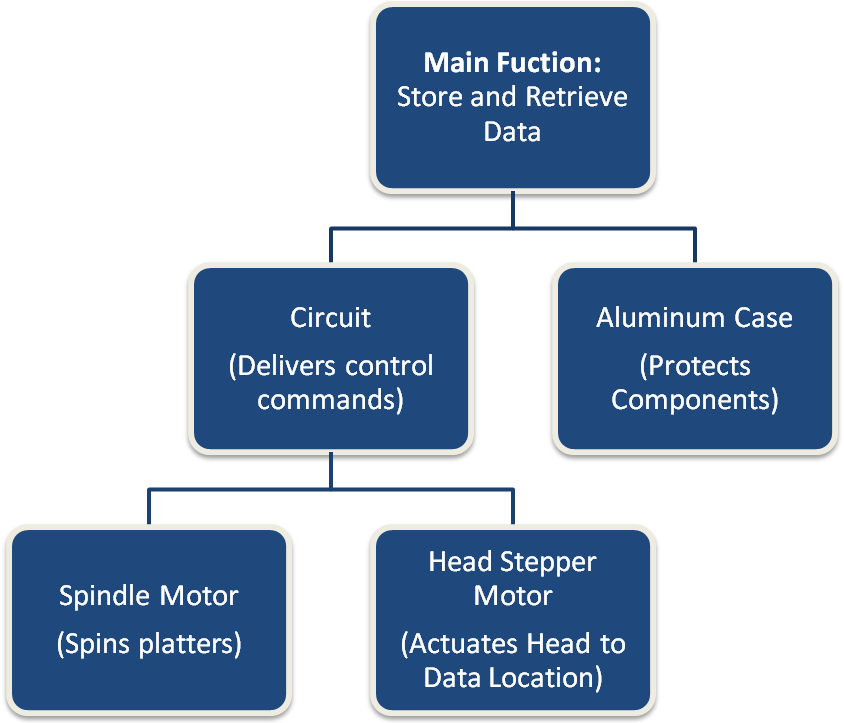 Main Fuction:
Store and Retrieve
Data
Circuit
(Delivers control
commands)
Aluminum Case
(Protects
Components)
Spindle Motor
(Spins platters)
Head Stepper
Motor
(Actuates Head to
Data Location)